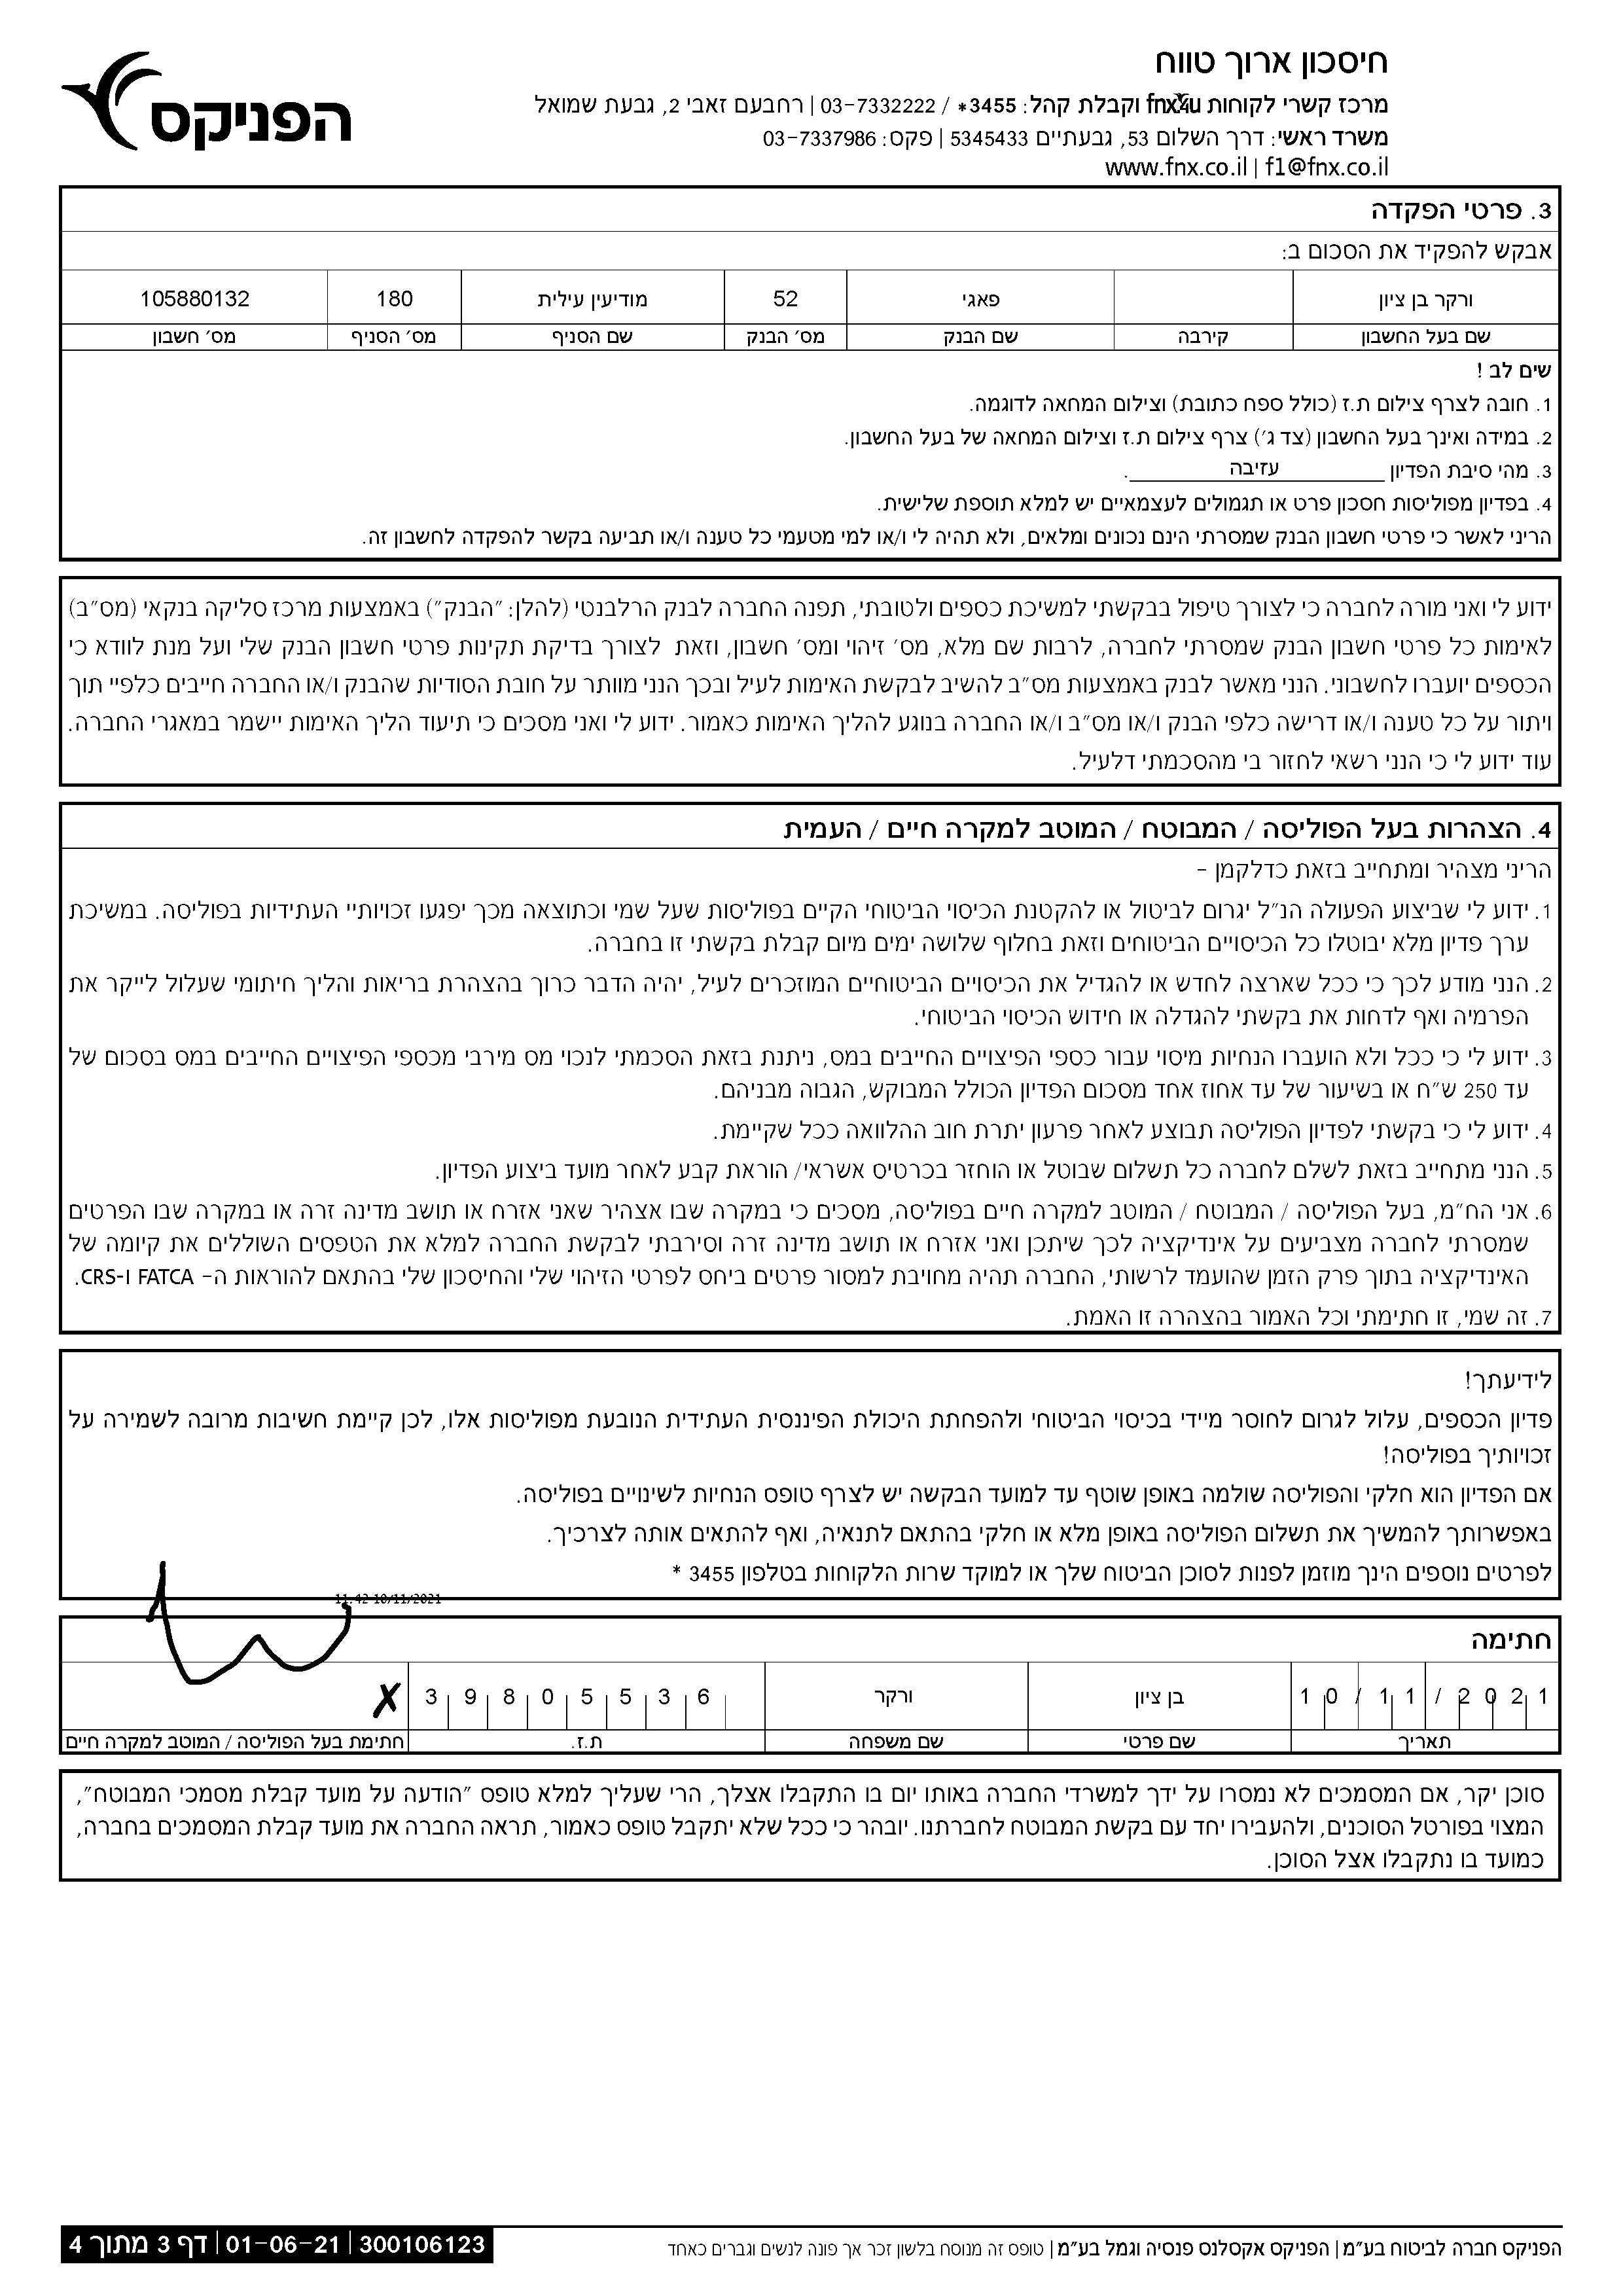 חיסכון ארוך טווח
מרכז קשרי לקוחות fnx4u וקבלת קהל: 3455* / 03-7332222 | רחבעם זאבי 2, גבעת שמואל
משרד ראשי: דרך השלום 53, גבעתיים 5345433 | פקס: 03-7337986
www.fnx.co.il | f1@fnx.co.il
הפניקס
3. פרטי הפקדה
אבקש להפקיד את הסכום ב:
ורקר בן ציון פאגי 52 מודיעין עילית 180 105880132
שם בעל החשבון קירבה שם הבנק מס׳ הבנק שם הסניף מס׳ הסניף מס׳ חשבון
שים לב !
1. חובה לצרף צילום ת.ז (כולל ספח כתובת) וצילום המחאה לדוגמה.
2. במידה ואינך בעל החשבון (צד ג׳) צרף צילום ת.ז וצילום המחאה של בעל החשבון.
3. מהי סיבת הפדיון עזיבה.
4. בפדיון מפוליסות חסכון פרט או תגמולים לעצמאיים יש למלא תוספת שלישית.
הריני לאשר כי פרטי חשבון הבנק שמסרתי הינם נכונים ומלאים, ולא תהיה לי ו/או למי מטעמי כל טענה ו/או תביעה בקשר להפקדה לחשבון זה.
ידוע לי ואני מורה לחברה כי לצורך טיפול בבקשתי למשיכת כספים ולטובתי, תפנה החברה לבנק הרלבנטי (להלן: ״הבנק״) באמצעות מרכז סליקה בנקאי (מס״ב)
לאימות כל פרטי חשבון הבנק שמסרתי לחברה, לרבות שם מלא, מס׳ זיהוי ומס׳ חשבון, וזאת לצורך בדיקת תקינות פרטי חשבון הבנק שלי ועל מנת לוודא כי
הכספים יועברו לחשבוני. הנני מאשר לבנק באמצעות מס״ב להשיב לבקשת האימות לעיל ובכך הנני מוותר על חובת הסודיות שהבנק ו/או החברה חייבים כלפיי תוך
ויתור על כל טענה ו/או דרישה כלפי הבנק ו/או מס״ב ו/או החברה בנוגע להליך האימות כאמור. ידוע לי ואני מסכים כי תיעוד הליך האימות יישמר במאגרי החברה.
עוד ידוע לי כי הנני רשאי לחזור בי מהסכמתי דלעיל.
4. הצהרות בעל הפוליסה / המבוטח / המוטב למקרה חיים / העמית
הריני מצהיר ומתחייב בזאת כדלקמן –
1. ידוע לי שביצוע הפעולה הנ״ל יגרום לביטול או להקטנת הכיסוי הביטוחי הקיים בפוליסות שעל שמי וכתוצאה מכך יפגעו זכויותיי העתידיות בפוליסה. במשיכת
ערך פדיון מלא יבוטלו כל הכיסויים הביטוחים וזאת בחלוף שלושה ימים מיום קבלת בקשתי זו בחברה.
2. הנני מודע לכך כי ככל שארצה לחדש או להגדיל את הכיסויים הביטוחיים המוזכרים לעיל, יהיה הדבר כרוך בהצהרת בריאות והליך חיתומי שעלול לייקר את
הפרמיה ואף לדחות את בקשתי להגדלה או חידוש הכיסוי הביטוחי.
3. ידוע לי כי ככל ולא הועברו הנחיות מיסוי עבור כספי הפיצויים החייבים במס, ניתנת בזאת הסכמתי לנכוי מס מירבי מכספי הפיצויים החייבים במס בסכום של
עד 250 ש״ח או בשיעור של עד אחוז אחד מסכום הפדיון הכולל המבוקש, הגבוה מבניהם.
4. ידוע לי כי בקשתי לפדיון הפוליסה תבוצע לאחר פרעון יתרת חוב ההלוואה ככל שקיימת.
5. הנני מתחייב בזאת לשלם לחברה כל תשלום שבוטל או הוחזר בכרטיס אשראי/ הוראת קבע לאחר מועד ביצוע הפדיון.
6. אני הח״מ, בעל הפוליסה / המבוטח / המוטב למקרה חיים בפוליסה, מסכים כי במקרה שבו אצהיר שאני אזרח או תושב מדינה זרה או במקרה שבו הפרטים
שמסרתי לחברה מצביעים על אינדיקציה לכך שיתכן ואני אזרח או תושב מדינה זרה וסירבתי לבקשת החברה למלא את הטפסים השוללים את קיומה של
האינדיקציה בתוך פרק הזמן שהועמד לרשותי, החברה תהיה מחויבת למסור פרטים ביחס לפרטי הזיהוי שלי והחיסכון שלי בהתאם להוראות ה- FATCA ו-CRS.
7. זה שמי, זו חתימתי וכל האמור בהצהרה זו האמת.
לידיעתך!
פדיון הכספים, עלול לגרום לחוסר מיידי בכיסוי הביטוחי ולהפחתת היכולת הפיננסית העתידית הנובעת מפוליסות אלו, לכן קיימת חשיבות מרובה לשמירה על
זכויותיך בפוליסה!
אם הפדיון הוא חלקי והפוליסה שולמה באופן שוטף עד למועד הבקשה יש לצרף טופס הנחיות לשינויים בפוליסה.
באפשרותך להמשיך את תשלום הפוליסה באופן מלא או חלקי בהתאם לתנאיה, ואף להתאים אותה לצרכיך.
לפרטים נוספים הינך מוזמן לפנות לסוכן הביטוח שלך או למוקד שרות הלקוחות בטלפון 3455 *
11:42 10/11/2021
חתימה
10/11/2021 בן ציון ורקר 39805536 ✗
תאריך שם פרטי שם משפחה ת.ז. חתימת בעל הפוליסה / המוטב למקרה חיים
סוכן יקר, אם המסמכים לא נמסרו על ידך למשרדי החברה באותו יום בו התקבלו אצלך, הרי שעליך למלא טופס ״הודעה על מועד קבלת מסמכי המבוטח״,
המצוי בפורטל הסוכנים, ולהעבירו יחד עם בקשת המבוטח לחברתנו. יובהר כי ככל שלא יתקבל טופס כאמור, תראה החברה את מועד קבלת המסמכים בחברה,
כמועד בו נתקבלו אצל הסוכן.
הפניקס חברה לביטוח בע״מ | הפניקס אקסלנס פנסיה וגמל בע״מ | טופס זה מנוסח בלשון זכר אך פונה לנשים וגברים כאחד
300106123 | 01-06-21 | דף 3 מתוך 4